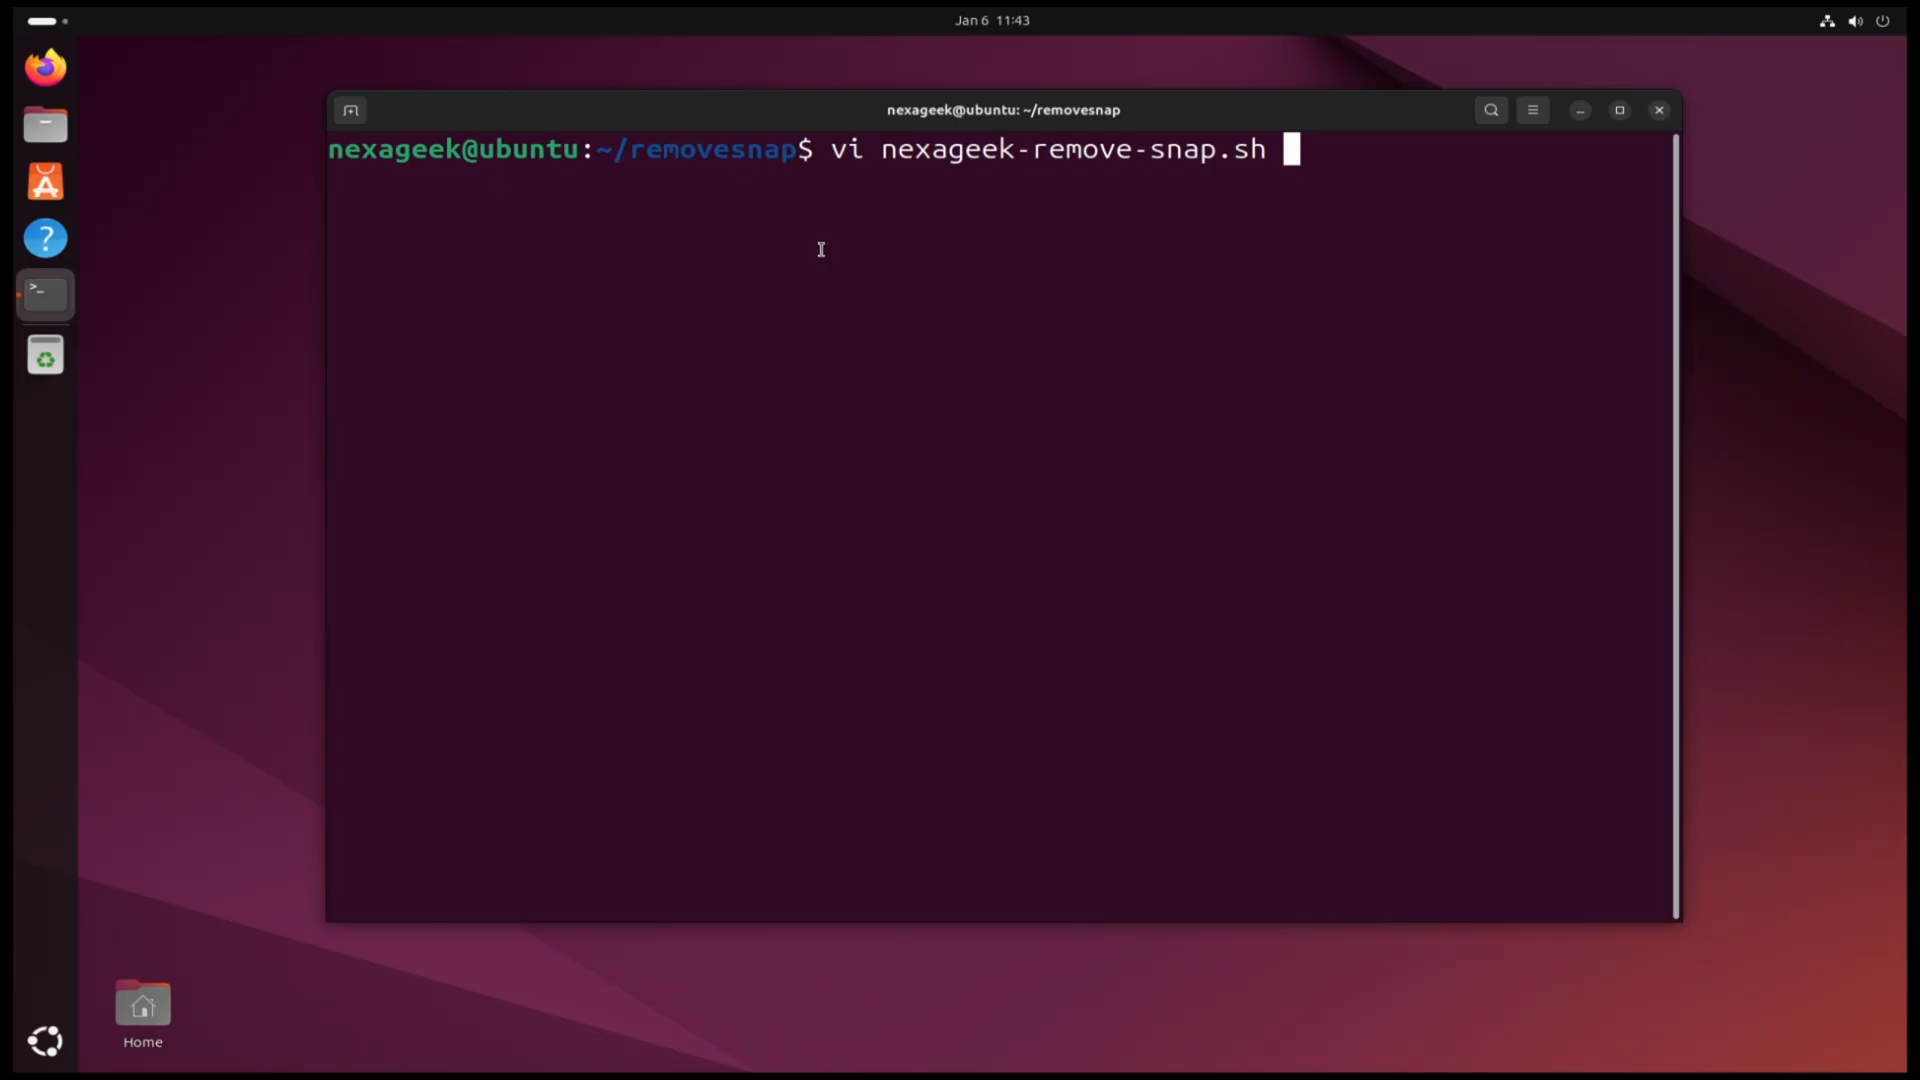 Jan 6 11:43
nexageek@ubuntu: ~/removesnap
nexageek@ubuntu:~/removesnap$ vi nexageek-remove-snap.sh
Home